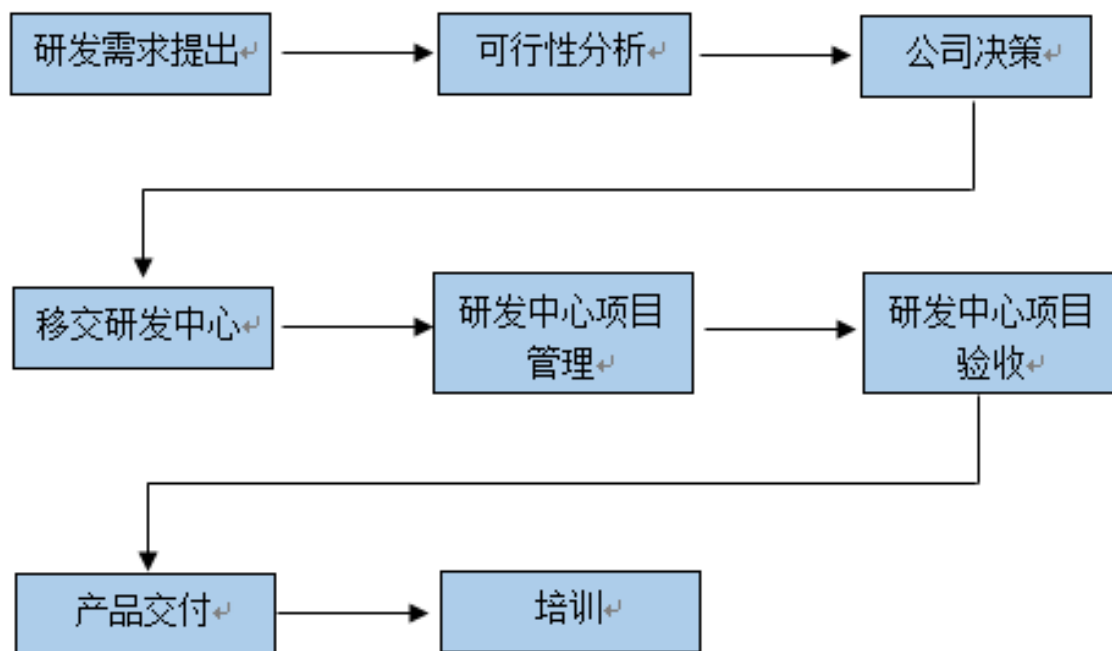 研发需求提出
可行性分析
公司决策
移交研发中心
研发中心项目
管理
研发中心项目
验收
产品交付
培训